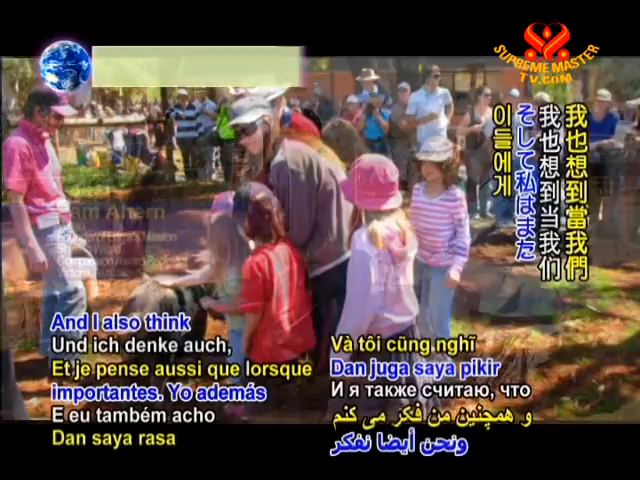 SUPREME MASTER
TV.COM
我也想到當我們
我也想到当我们
そして私はまた
이들에게
And I also think
Und ich denke auch,
Et je pense aussi que lorsque
importantes. Yo además
E eu também acho
Dan saya rasa
Và tôi cũng nghĩ
Dan juga saya pikir
И я также считаю, что
و همچنین من فکر می کنم
ونحن أيضا نفكر